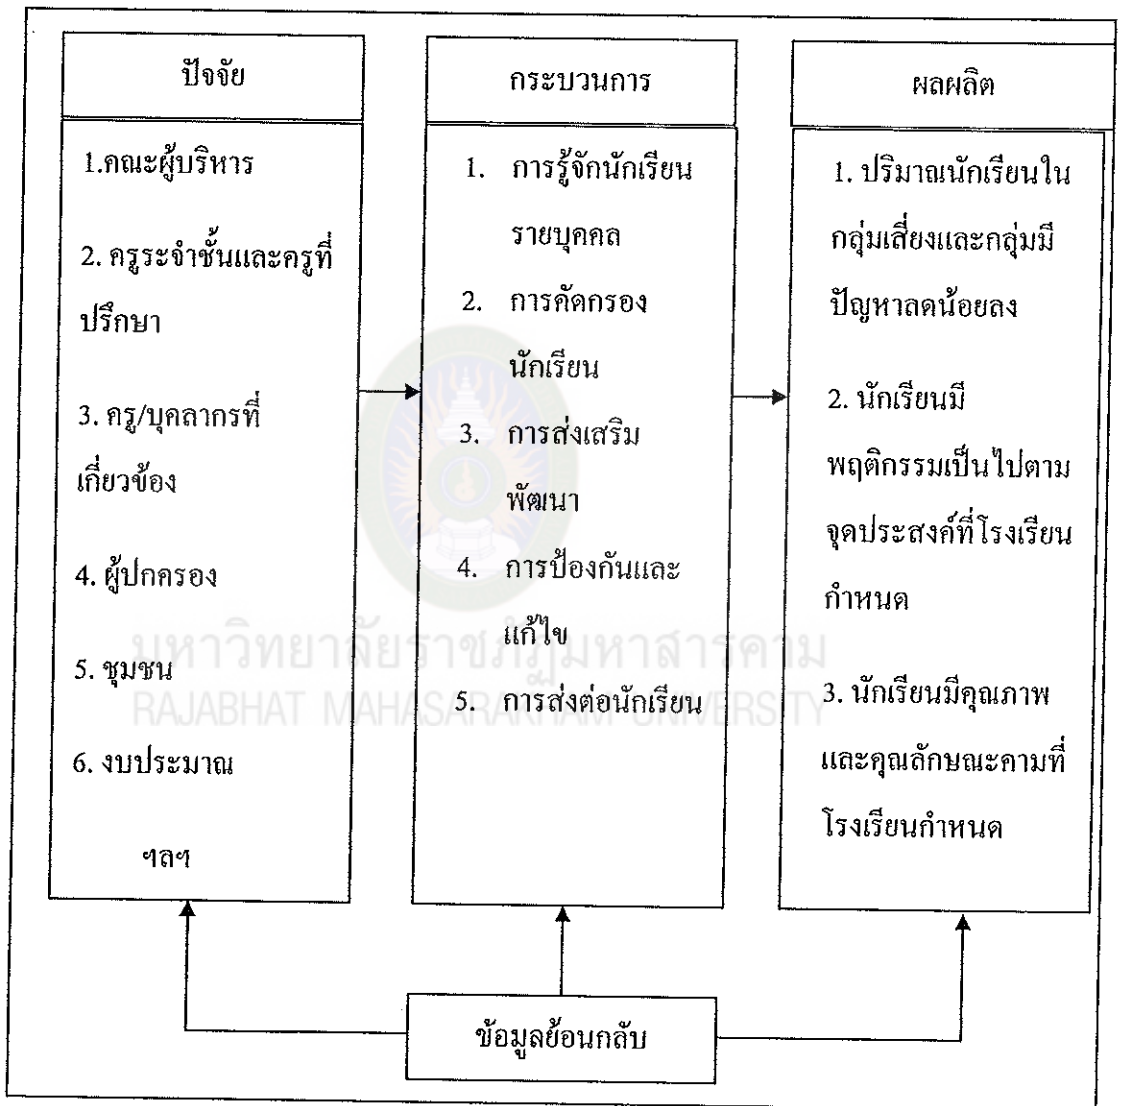 ปัจจัย
1.คณะผู้บริหาร
2. ครูระจำชั้นและครูที่
ปรึกษา
3. ครู/บุคลากรที่
เกี่ยวข้อง
4. ผู้ปกครอง
5. ชุมชน
6. งบประมาณ
ฯลฯ
กระบวนการ
1. การรู้จักนักเรียน
รายบุคคล
2. การคัดกรอง
นักเรียน
3. การส่งเสริม
พัฒนา
4. การป้องกันและ
แก้ไข
5. การส่งต่อนักเรียน
ผลผลิต
1. ปริมาณนักเรียนใน
กลุ่มเสี่ยงและกลุ่มมี
ปัญหาลดน้อยลง
2. นักเรียนมี
พฤติกรรมเป็นไปตาม
จุดประสงค์ที่โรงเรียน
กำหนด
3. นักเรียนมีคุณภาพ
และคุณลักษณะคามที่
โรงเรียนกำหนด
ข้อมูลย้อนกลับ
มหาวิทยาลัยราชภัฏมหาสารคาม
RAJABHAT MAHASARAKHAM UNIVERSITY